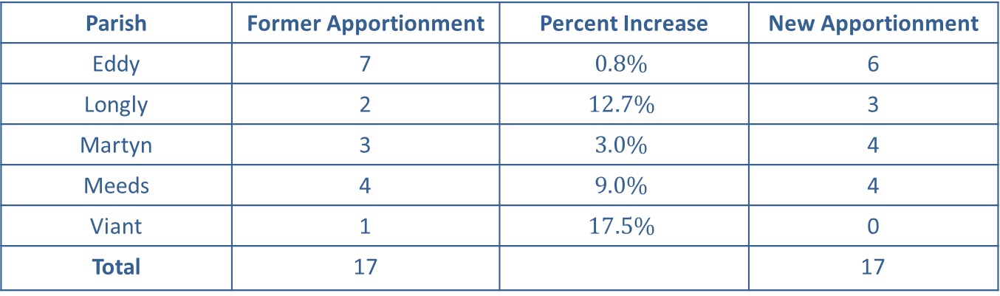 Parish Former Apportionment Percent Increase New Apportionment
Eddy 7 0.8% 6
Longly 2 12.7% 3
Martyn 3 3.0% 4
Meeds 4 9.0% 4
Viant 1 17.5% 0
Total 17 17